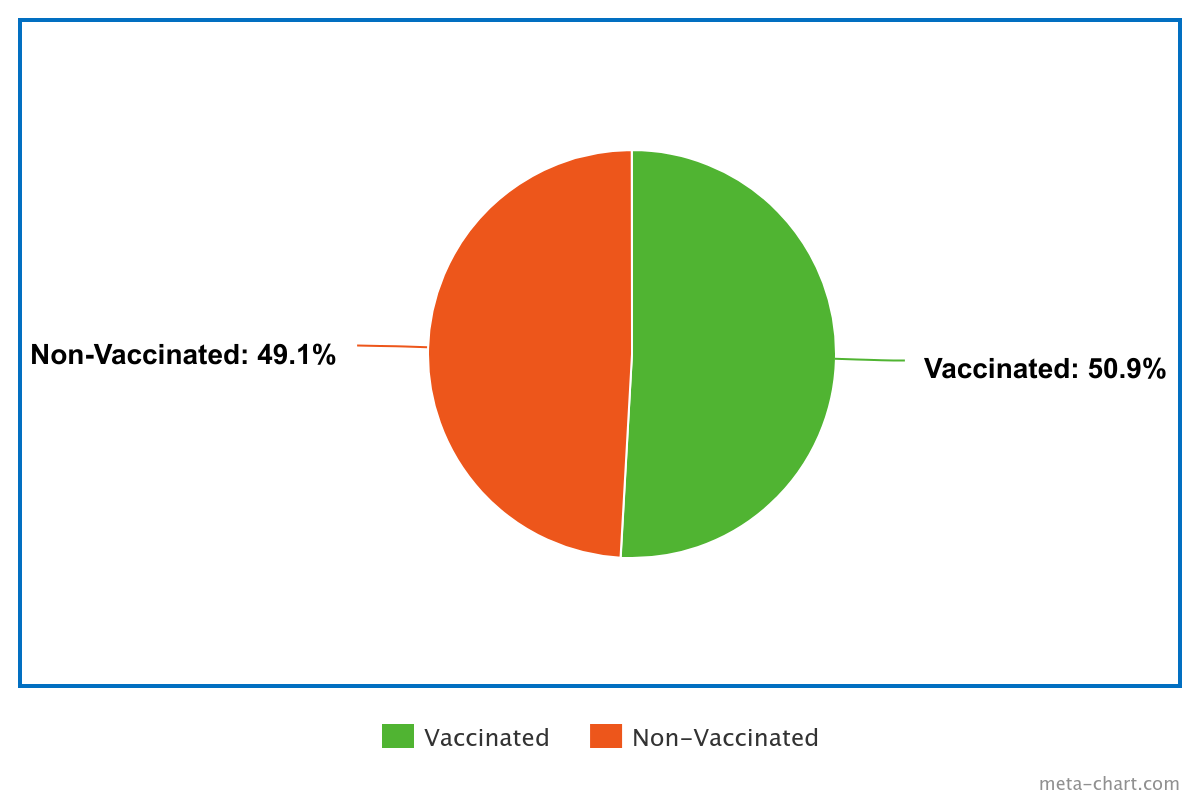 Non-Vaccinated: 49.1%
Vaccinated: 50.9%
Vaccinated
Non-Vaccinated
meta-chart.com